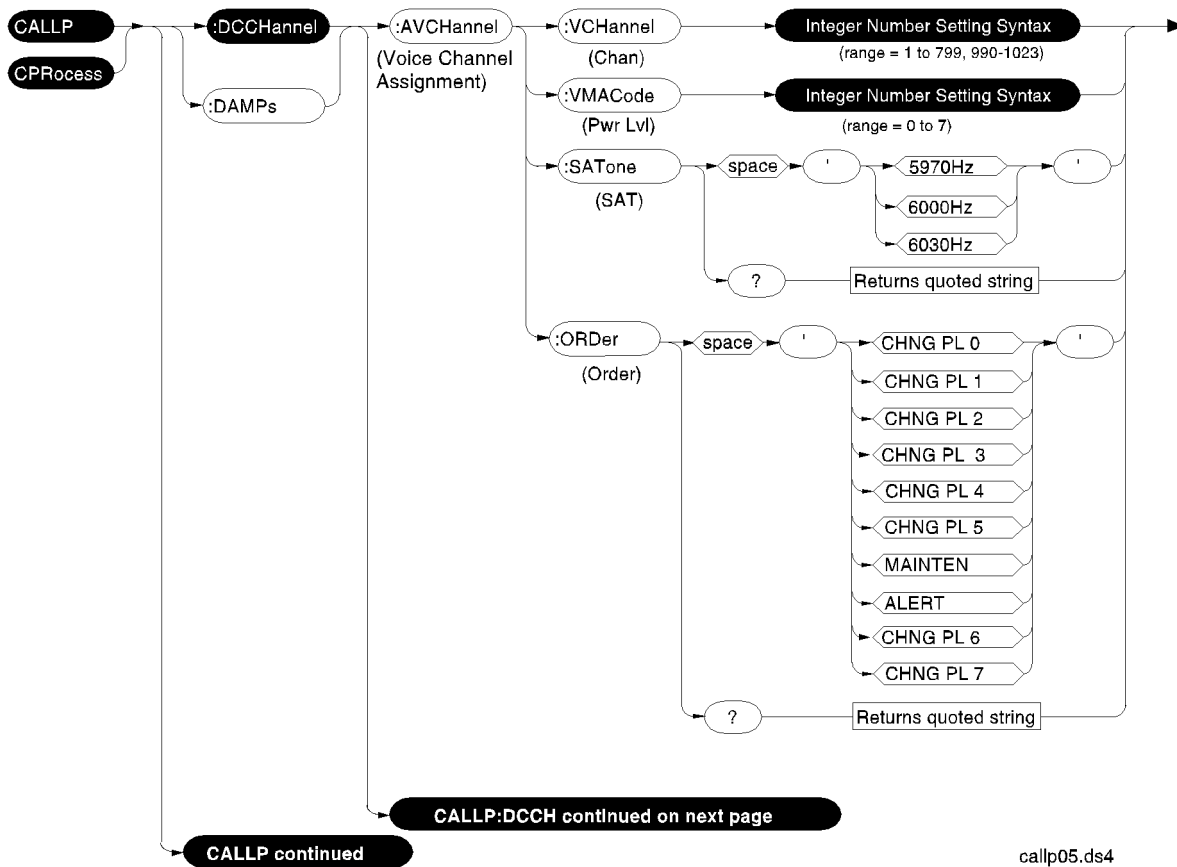 CALLP
CPRocess
:DCCHannel
:DAMPs
:AVCHannel
(Voice Channel
Assignment)
:VCHannel
(Chan)
Integer Number Setting Syntax
(range = 1 to 799, 990-1023)
:VMACode
(Pwr Lvl)
Integer Number Setting Syntax
(range = 0 to 7)
:SATone
(SAT)
space
'
5970Hz
6000Hz
6030Hz
'
?
Returns quoted string
:ORDer
(Order)
space
'
CHNG PL 0
CHNG PL 1
CHNG PL 2
CHNG PL 3
CHNG PL 4
CHNG PL 5
MAINTEN
ALERT
CHNG PL 6
CHNG PL 7
'
?
Returns quoted string
CALLP:DCCH continued on next page
CALLP continued
callp05.ds4